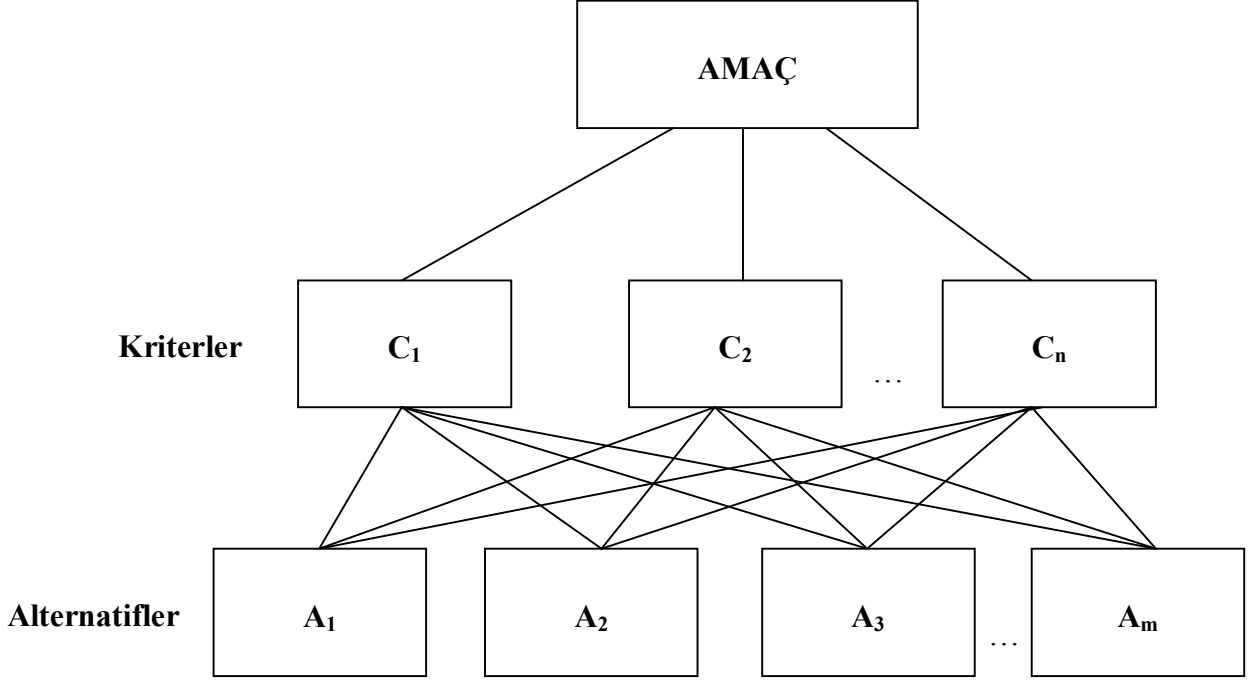 AMAÇ
Kriterler
C₁
C₂
...
Cₙ
Alternatifler
A₁
A₂
A₃
...
Aₘ